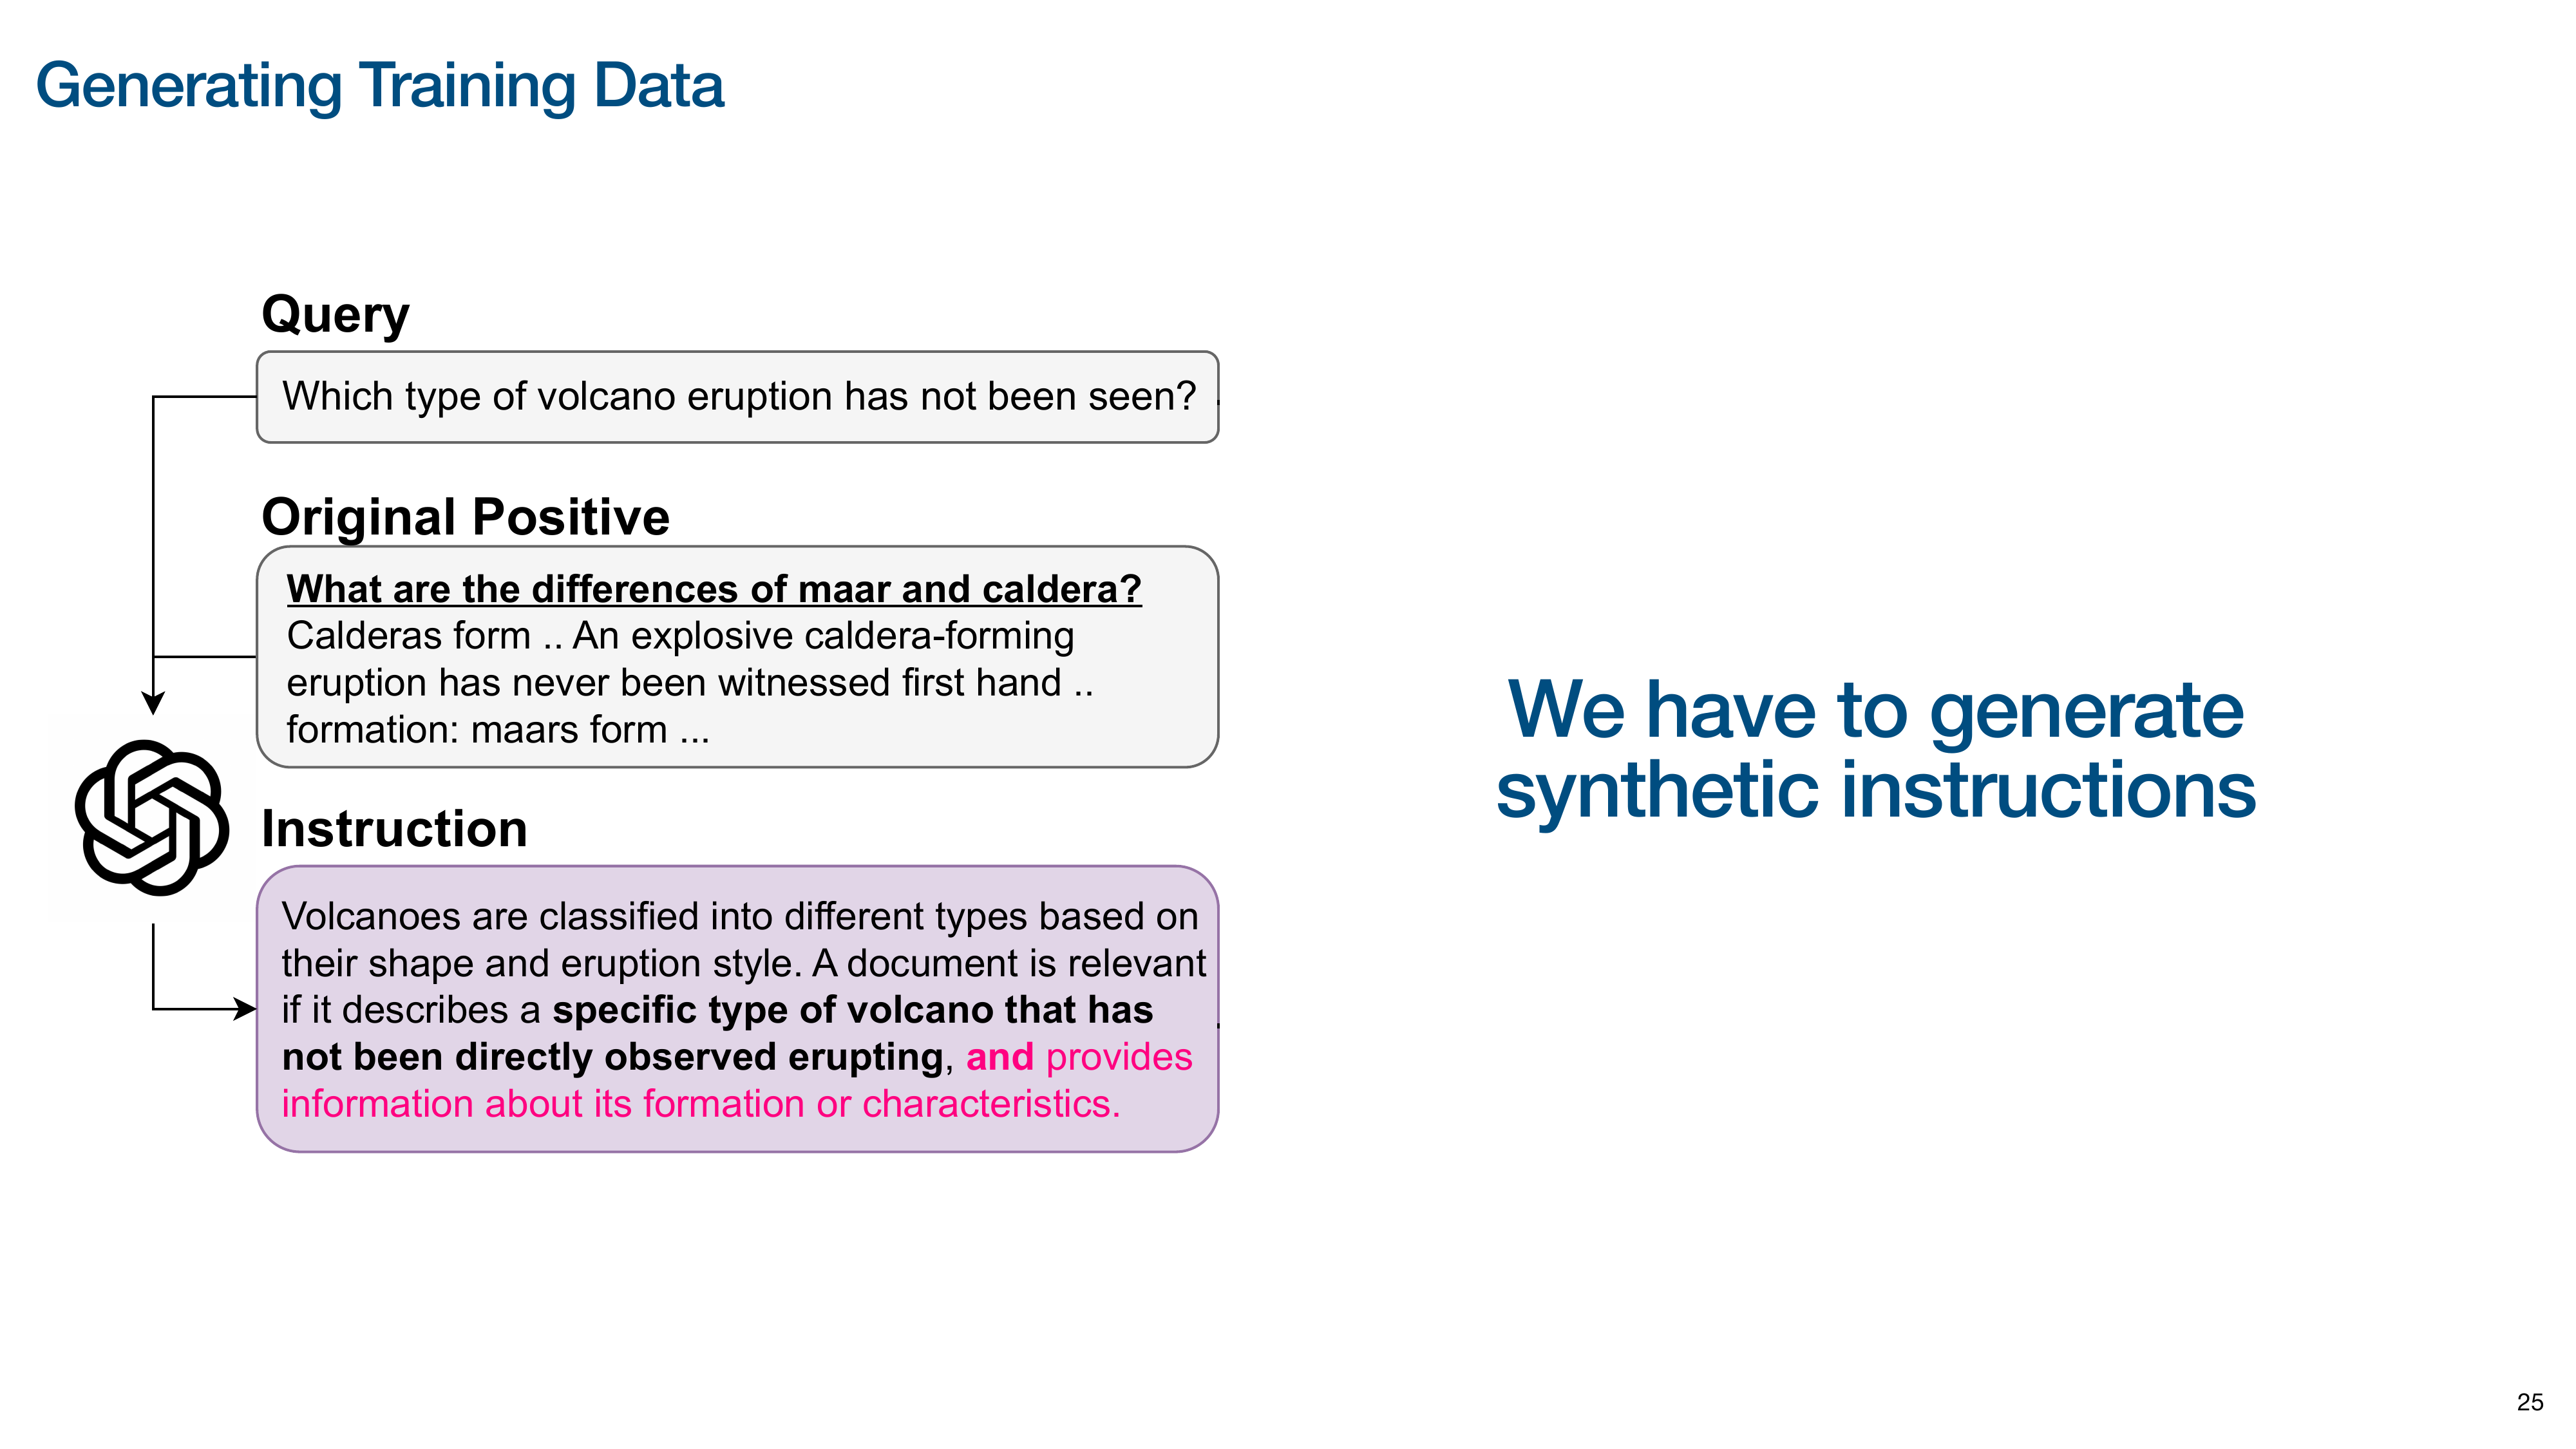 Generating Training Data
Query
Which type of volcano eruption has not been seen?
Original Positive
What are the differences of maar and caldera?
Calderas form .. An explosive caldera-forming
eruption has never been witnessed first hand ..
formation: maars form ...
Instruction
Volcanoes are classified into different types based on
their shape and eruption style. A document is relevant
if it describes a specific type of volcano that has
not been directly observed erupting, and provides
information about its formation or characteristics.
We have to generate
synthetic instructions
25